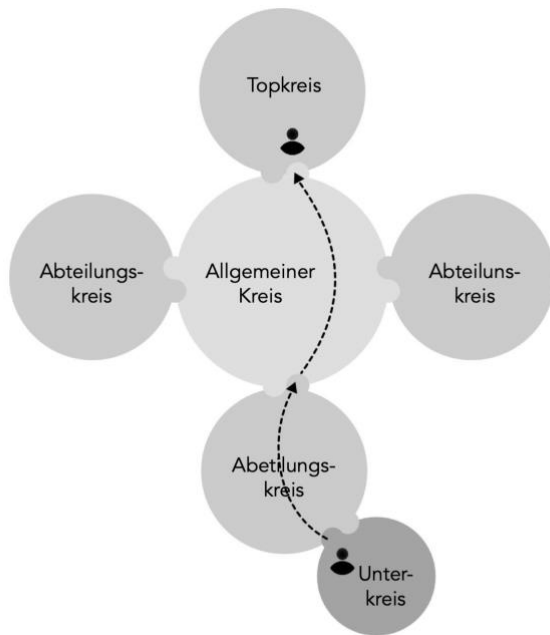 Topkreis
Abteilungs-
kreis
Allgemeiner
Kreis
Abteiluns-
kreis
Abetilungs-
kreis
Unter-
kreis